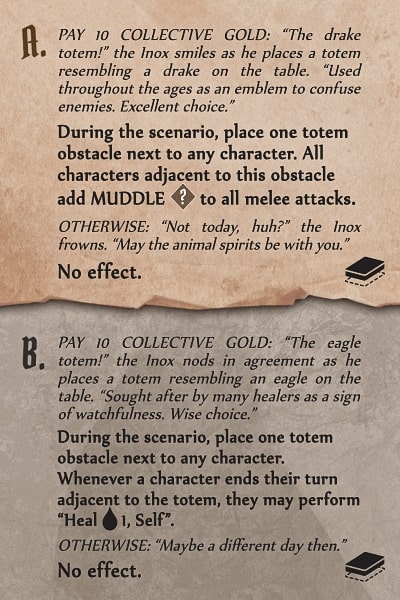 A. PAY 10 COLLECTIVE GOLD: “The drake
totem!” the Inox smiles as he places a totem
resembling a drake on the table. “Used
throughout the ages as an emblem to confuse
enemies. Excellent choice.”
During the scenario, place one totem
obstacle next to any character. All
characters adjacent to this obstacle
add MUDDLE ? to all melee attacks.
OTHERWISE: “Not today, huh?” the Inox
frowns. “May the animal spirits be with you.”
No effect.
B. PAY 10 COLLECTIVE GOLD: “The eagle
totem!” the Inox nods in agreement as he
places a totem resembling an eagle on the
table. “Sought after by many healers as a sign
of watchfulness. Wise choice.”
During the scenario, place one totem
obstacle next to any character.
Whenever a character ends their turn
adjacent to the totem, they may perform
“Heal 1, Self”.
OTHERWISE: “Maybe a different day then.”
No effect.